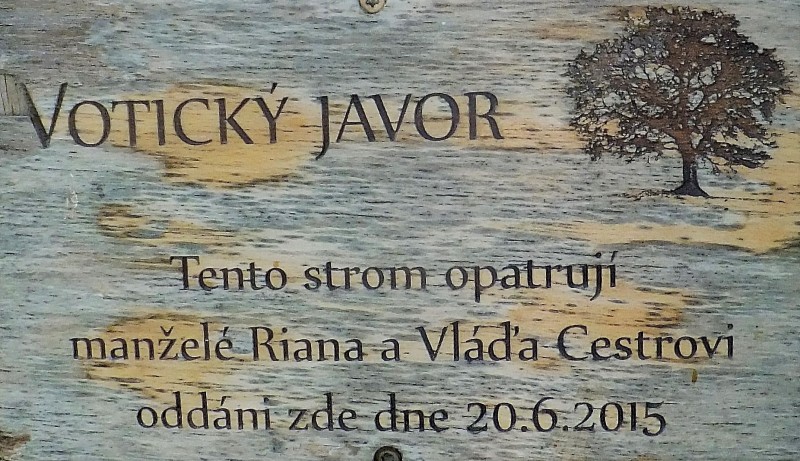 VOTICKÝ JAVOR
Tento strom opatrují
manželé Riana a Vláďa Cestrovi
oddáni zde dne 20.6.2015